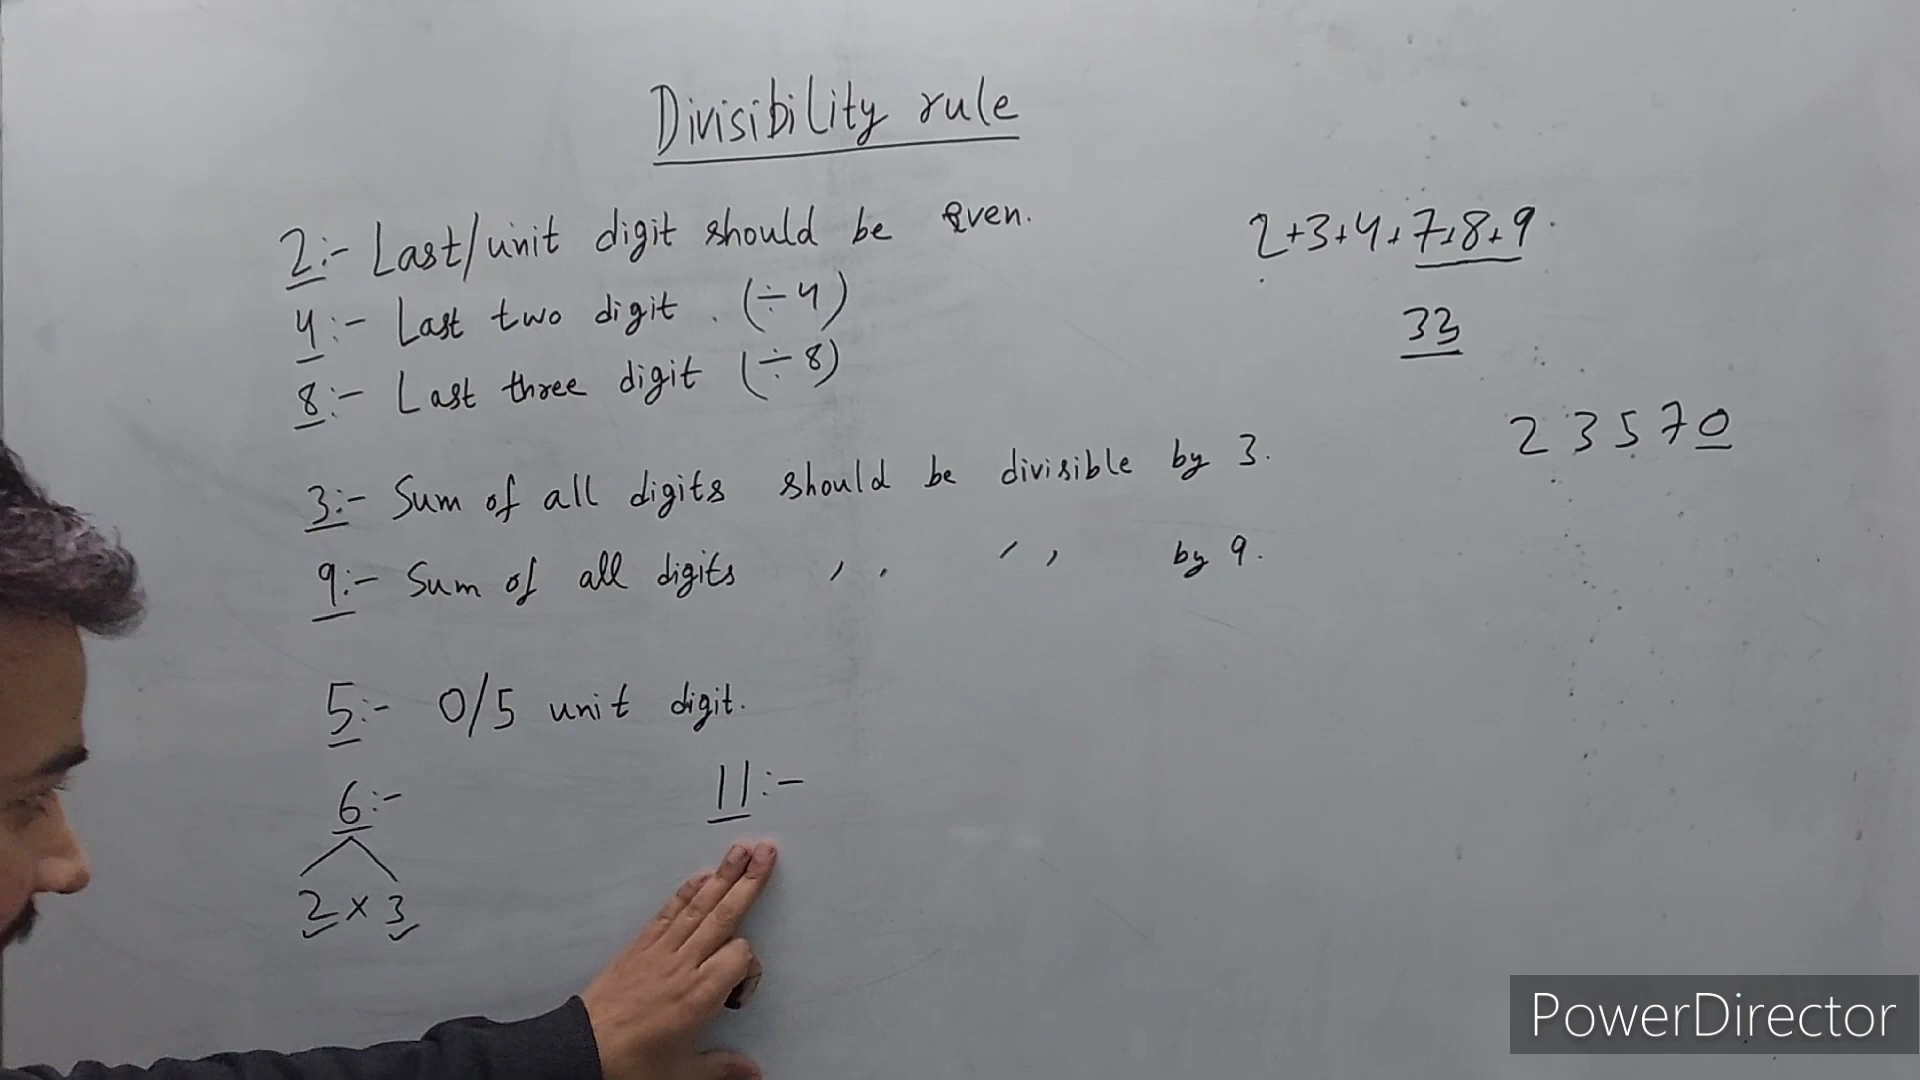 Divisibility rule
2:- Last/unit digit should be even.
4:- Last two digit. (÷4)
8:- Last three digit (÷8)
3:- Sum of all digits should be divisible by 3.
9:- Sum of all digits ,, ,, by 9.
5:- 0/5 unit digit.
6:-
2 x 3
11:-
2+3+4+7+8+9.
33
23570
PowerDirector